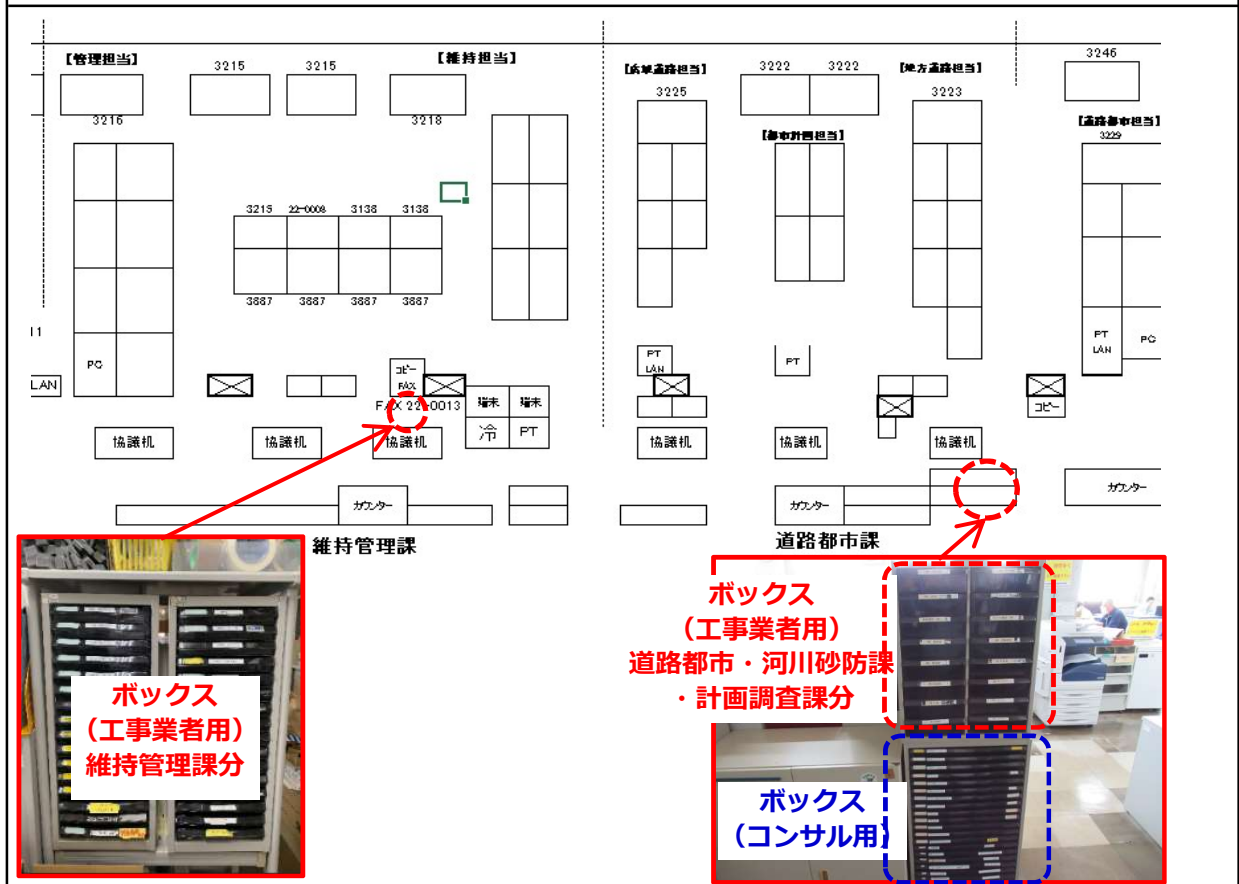 【管理担当】
3215
3215
【維持担当】
3216
3218
3215
22-0008
3138
3138
3887
3887
3887
3887
11
PC
LAN
コピー
FAX
FAX 22-0013
端末
端末
冷
PT
協議机
協議机
協議机
カウンター
維持管理課
3225
3222
3222
【地方道路担当】
3223
3246
【都市計画担当】
【道路都市担当】
3229
PT
LAN
PT
PT
LAN
PC
コピー
協議机
協議机
協議机
カウンター
カウンター
道路都市課
ボックス
（工事業者用）
維持管理課分
ボックス
（工事業者用）
道路都市・河川砂防課
・計画調査課分
ボックス
（コンサル用）